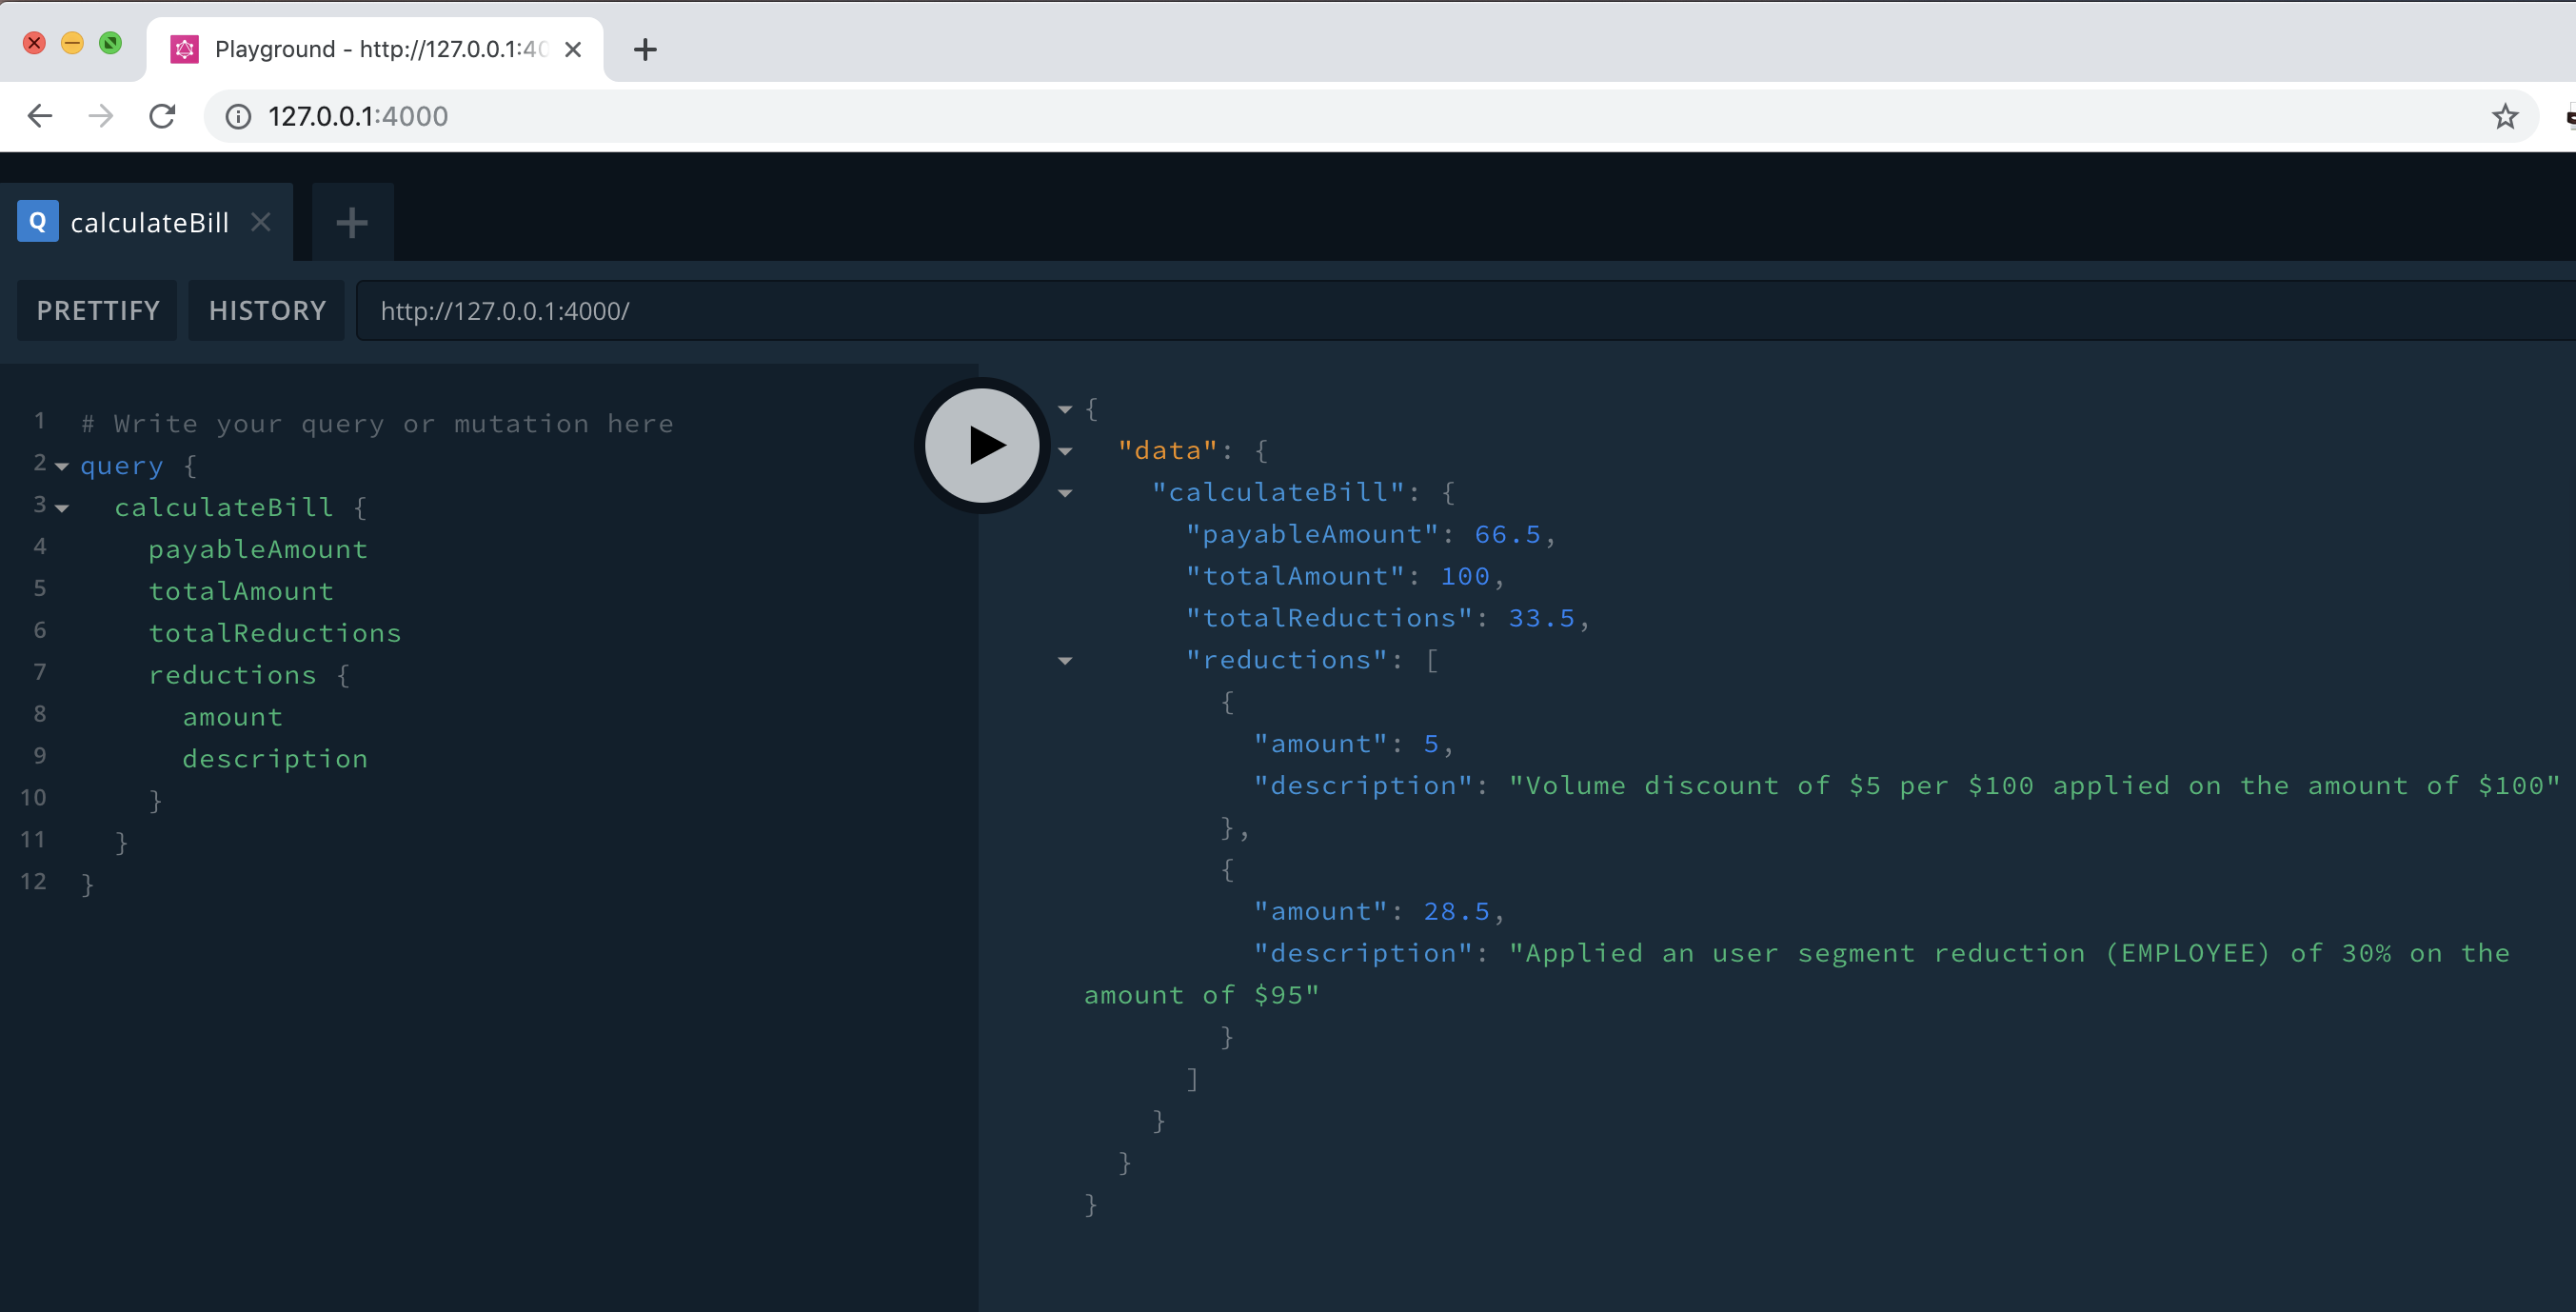 Playground - http://127.0.0.1:40
127.0.0.1:4000
Q calculateBill
PRETTIFY HISTORY http://127.0.0.1:4000/
1 # Write your query or mutation here
2 query {
3 calculateBill {
4 payableAmount
5 totalAmount
6 totalReductions
7 reductions {
8 amount
9 description
10 }
11 }
12 }
{
"data": {
"calculateBill": {
"payableAmount": 66.5,
"totalAmount": 100,
"totalReductions": 33.5,
"reductions": [
{
"amount": 5,
"description": "Volume discount of $5 per $100 applied on the amount of $100"
},
{
"amount": 28.5,
"description": "Applied an user segment reduction (EMPLOYEE) of 30% on the
amount of $95"
}
]
}
}
}